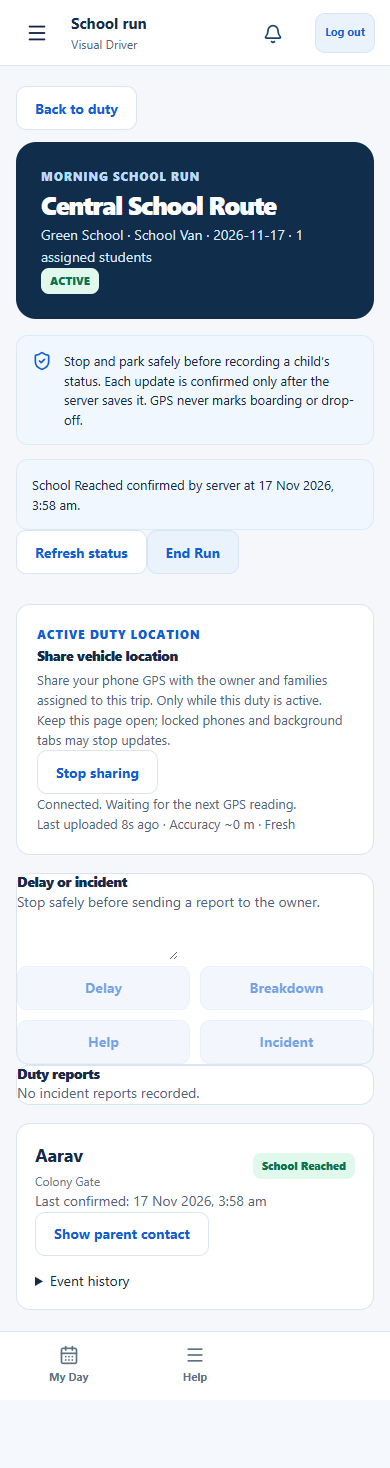 School run
Visual Driver
Log out
Back to duty
MORNING SCHOOL RUN
Central School Route
Green School · School Van · 2026-11-17 · 1
assigned students
ACTIVE
Stop and park safely before recording a child's
status. Each update is confirmed only after the
server saves it. GPS never marks boarding or drop-
off.
School Reached confirmed by server at 17 Nov 2026,
3:58 am.
Refresh status
End Run
ACTIVE DUTY LOCATION
Share vehicle location
Share your phone GPS with the owner and families
assigned to this trip. Only while this duty is active.
Keep this page open; locked phones and background
tabs may stop updates.
Stop sharing
Connected. Waiting for the next GPS reading.
Last uploaded 8s ago · Accuracy ~0 m · Fresh
Delay or incident
Stop safely before sending a report to the owner.
Delay
Breakdown
Help
Incident
Duty reports
No incident reports recorded.
Aarav
School Reached
Colony Gate
Last confirmed: 17 Nov 2026, 3:58 am
Show parent contact
Event history
My Day
Help